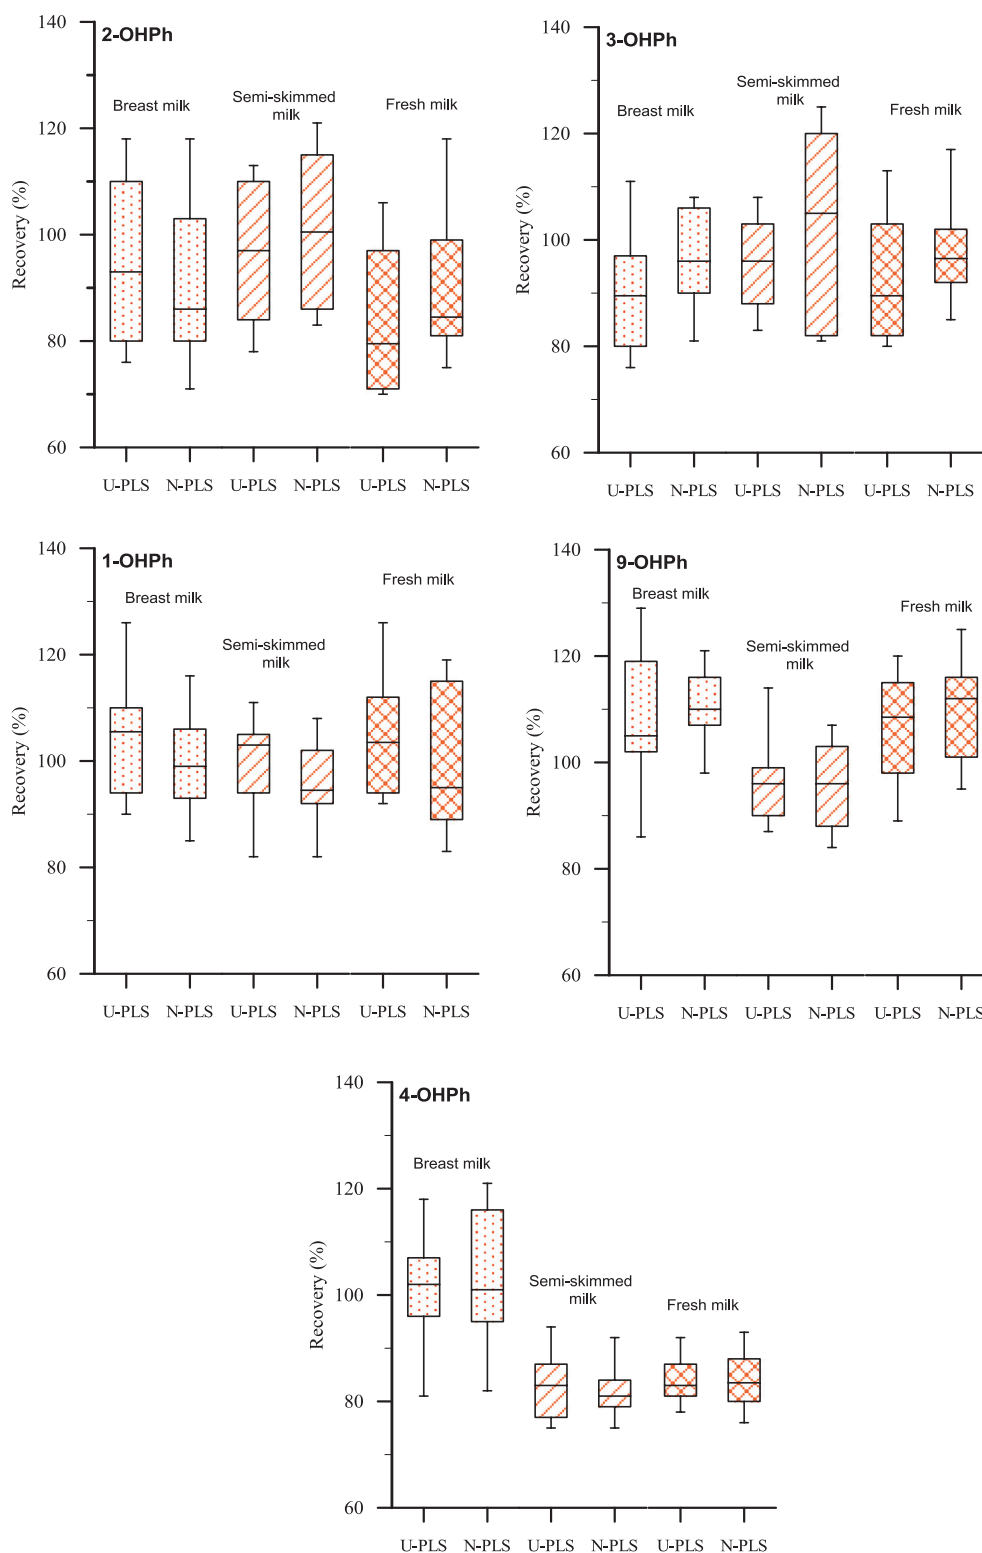 140
2-OHPh
Breast milk
Semi-skimmed
milk
Fresh milk
120
100
80
60
Recovery (%)
U-PLS N-PLS U-PLS N-PLS U-PLS N-PLS
140
3-OHPh
Breast milk
Semi-skimmed
milk
Fresh milk
120
100
80
60
Recovery (%)
U-PLS N-PLS U-PLS N-PLS U-PLS N-PLS
140
1-OHPh
Breast milk
Semi-skimmed
milk
Fresh milk
120
100
80
60
Recovery (%)
U-PLS N-PLS U-PLS N-PLS U-PLS N-PLS
140
9-OHPh
Breast milk
Semi-skimmed
milk
Fresh milk
120
100
80
60
Recovery (%)
U-PLS N-PLS U-PLS N-PLS U-PLS N-PLS
140
4-OHPh
Breast milk
Semi-skimmed
milk
Fresh milk
120
100
80
60
Recovery (%)
U-PLS N-PLS U-PLS N-PLS U-PLS N-PLS